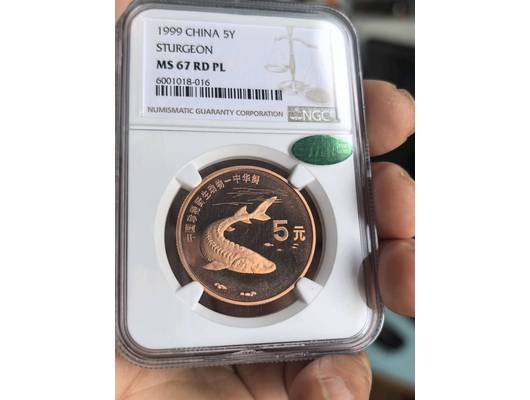 1999 CHINA 5Y
STURGEON
MS 67 RD PL
6001018-016
NUMISMATIC GUARANTY CORPORATION
NGC
中国珍稀野生动物—中华鲟
5元